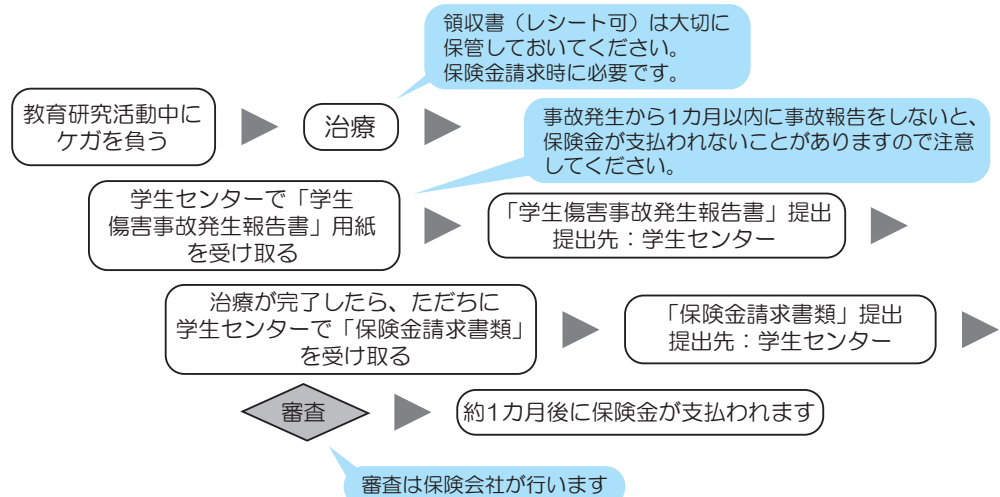 領収書（レシート可）は大切に
保管しておいてください。
保険金請求時に必要です。
教育研究活動中に
ケガを負う
治療
事故発生から1カ月以内に事故報告をしないと、
保険金が支払われないことがありますので注意
してください。
学生センターで「学生
傷害事故発生報告書」用紙
を受け取る
「学生傷害事故発生報告書」提出
提出先：学生センター
治療が完了したら、ただちに
学生センターで「保険金請求書類」
を受け取る
「保険金請求書類」提出
提出先：学生センター
審査
約1カ月後に保険金が支払われます
審査は保険会社が行います